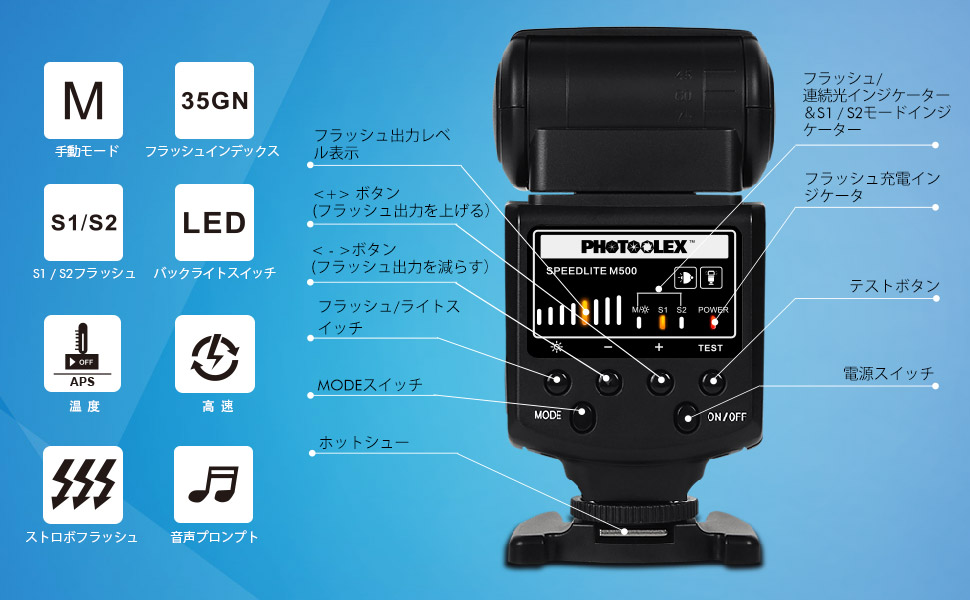 M
手動モード
35GN
フラッシュインデックス
S1/S2
S1 / S2フラッシュ
LED
バックライトスイッチ
OFF
APS
温 度
高 速
ストロボフラッシュ
音声プロンプト
フラッシュ出力レベ
ル表示
<+> ボタン
(フラッシュ出力を上げる)
< - >ボタン
(フラッシュ出力を減らす)
フラッシュ/ライトス
イッチ
MODEスイッチ
ホットシュー
PHOTOOLEX™
SPEEDLITE M500
M/ S1 S2 POWER
− + TEST
MODE
ON/OFF
フラッシュ/
連続光インジケーター
&S1 / S2モードインジ
ケーター
フラッシュ充電イン
ジケータ
テストボタン
電源スイッチ